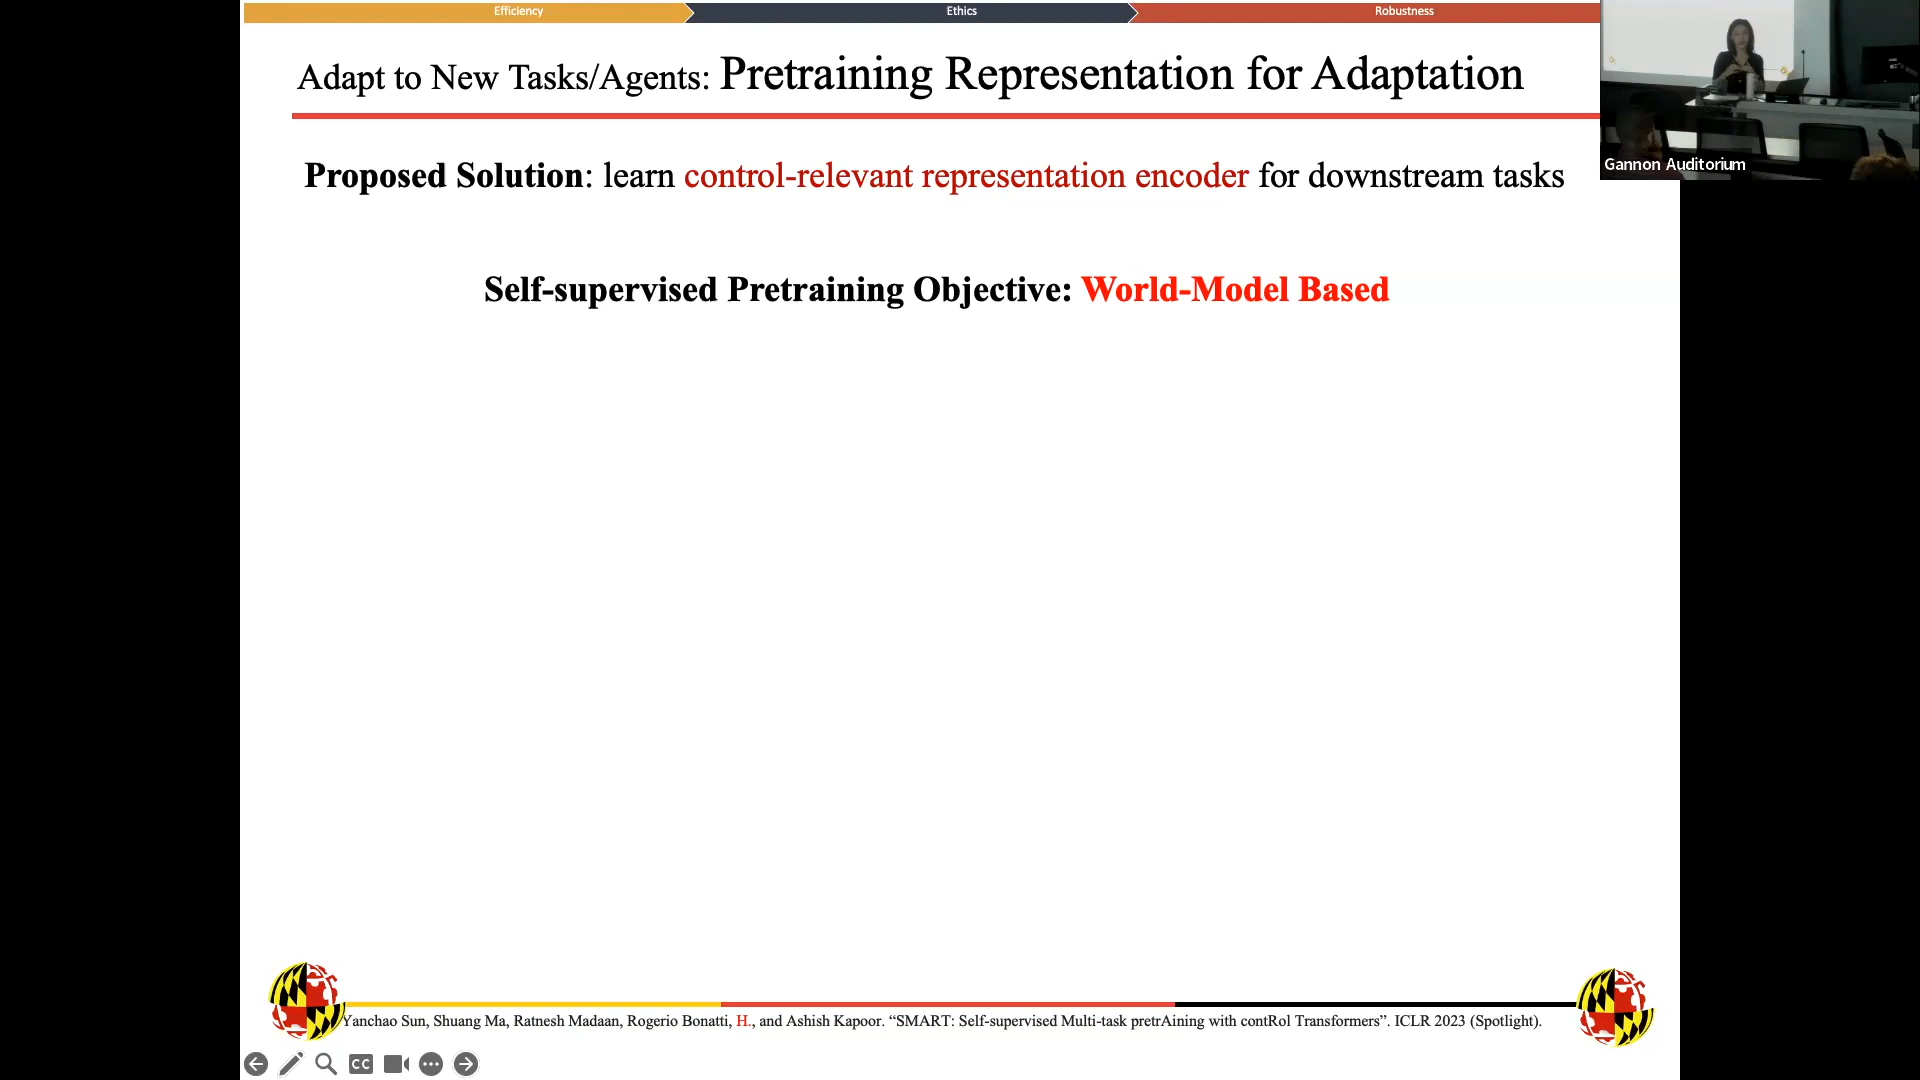 Efficiency
Ethics
Robustness
Adapt to New Tasks/Agents: Pretraining Representation for Adaptation
Gannon Auditorium
Proposed Solution: learn control-relevant representation encoder for downstream tasks
Self-supervised Pretraining Objective: World-Model Based
Yanchao Sun, Shuang Ma, Ratnesh Madaan, Rogerio Bonatti, H., and Ashish Kapoor. “SMART: Self-supervised Multi-task pretrAining with contRol Transformers”. ICLR 2023 (Spotlight).
CC